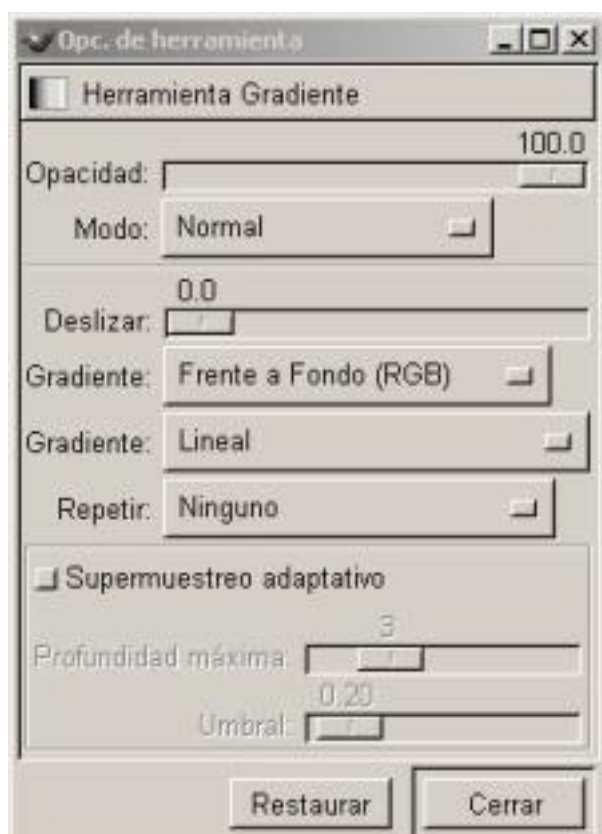 Opc. de herramienta
Herramienta Gradiente
100.0
Opacidad:
Modo: Normal
0.0
Deslizar:
Gradiente: Frente a Fondo (RGB)
Gradiente: Lineal
Repetir: Ninguno
Supermuestreo adaptativo
3
Profundidad máxima:
0.20
Umbral:
Restaurar Cerrar